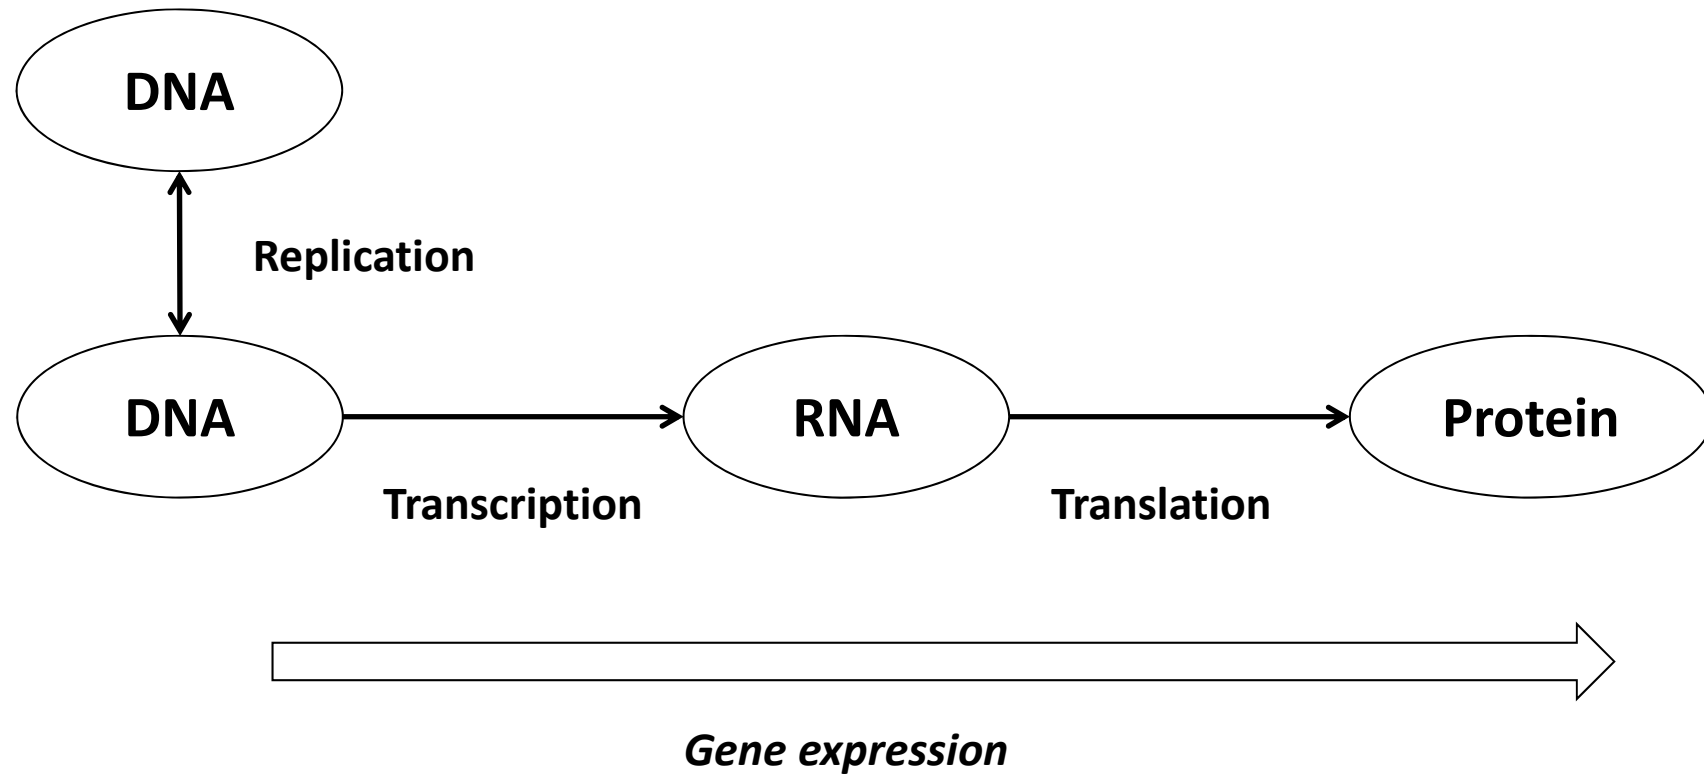 DNA
Replication
DNA
RNA
Protein
Transcription
Translation
Gene expression